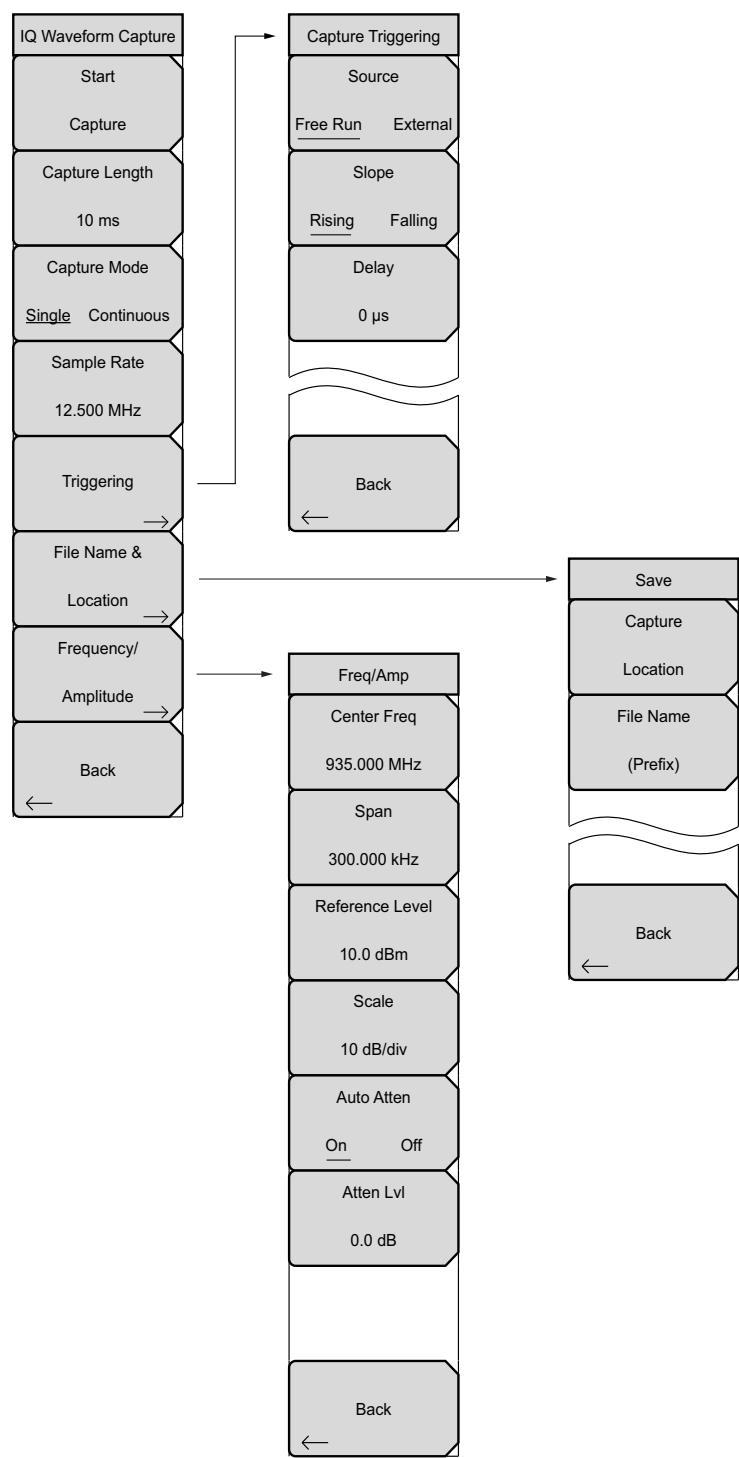 IQ Waveform Capture
Start
Capture
Capture Length
10 ms
Capture Mode
Single Continuous
Sample Rate
12.500 MHz
Triggering
File Name &
Location
Frequency/
Amplitude
Back
Capture Triggering
Source
Free Run External
Slope
Rising Falling
Delay
0 µs
Back
Save
Capture
Location
File Name
(Prefix)
Back
Freq/Amp
Center Freq
935.000 MHz
Span
300.000 kHz
Reference Level
10.0 dBm
Scale
10 dB/div
Auto Atten
On Off
Atten Lvl
0.0 dB
Back